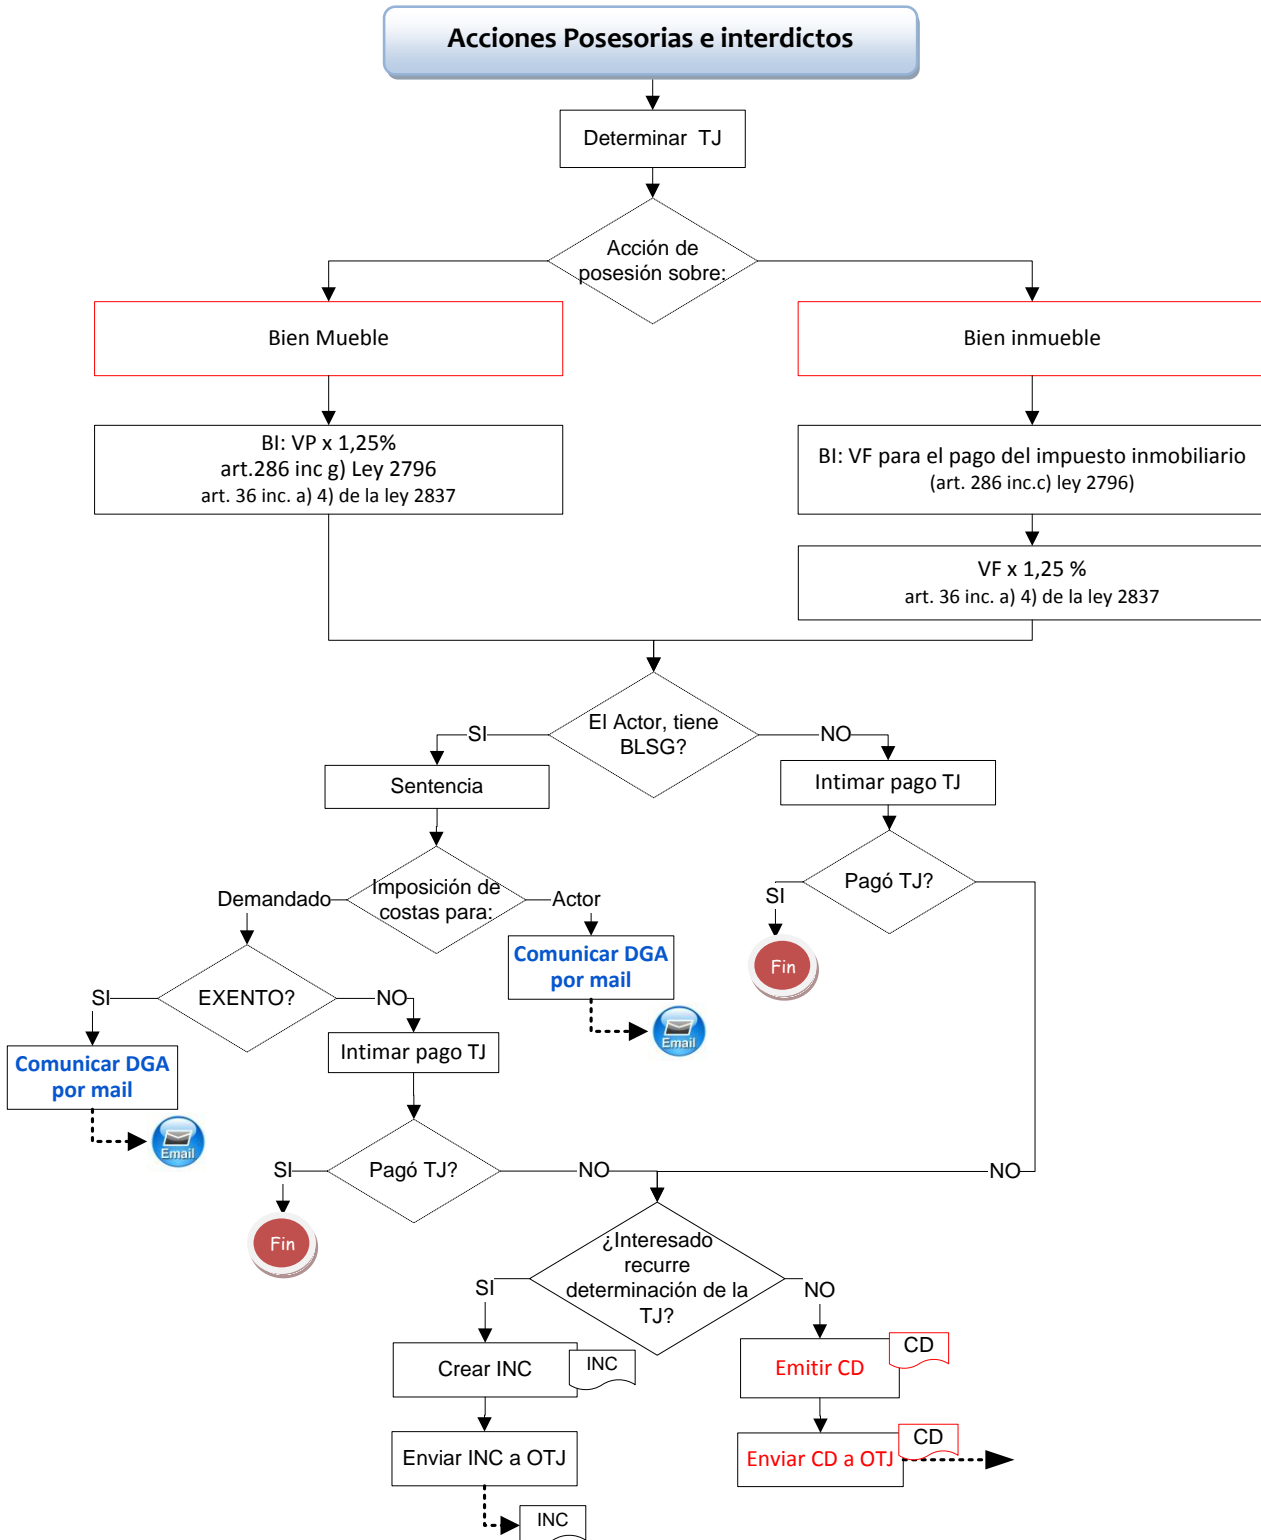 Acciones Posesorias e interdictos
Determinar TJ
Acción de
posesión sobre:
Bien Mueble
Bien inmueble
BI: VP x 1,25%
art.286 inc g) Ley 2796
art. 36 inc. a) 4) de la ley 2837
BI: VF para el pago del impuesto inmobiliario
(art. 286 inc.c) ley 2796)
VF x 1,25 %
art. 36 inc. a) 4) de la ley 2837
El Actor, tiene
BLSG?
SI
NO
Sentencia
Intimar pago TJ
Imposición de
costas para:
Demandado
Actor
Pagó TJ?
SI
Fin
Comunicar DGA
por mail
Email
EXENTO?
SI
NO
Comunicar DGA
por mail
Email
Intimar pago TJ
Pagó TJ?
SI
NO
NO
Fin
¿Interesado
recurre
determinación de la
TJ?
SI
NO
Crear INC
INC
Emitir CD
CD
Enviar INC a OTJ
Enviar CD a OTJ
CD
INC